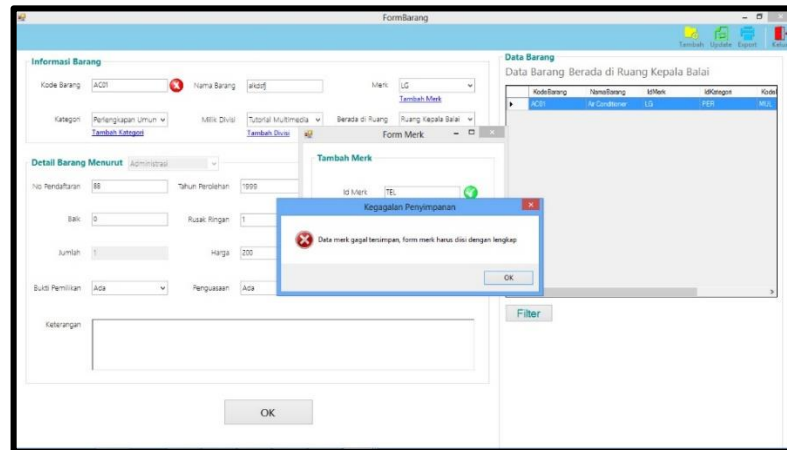 FormBarang
Tambah Update Export Keluar
Informasi Barang
Kode Barang AC01 Nama Barang Merk LG
Tambah Merk
Kategori Perlengkapan Umun Milik Divisi Tutorial Multimedia Berada di Ruang Ruang Kepala Balai
Tambah Kategori Tambah Divisi
Detail Barang Menurut Administrasi
No Pendaftaran 88 Tahun Perolehan 1999
Baik 0 Rusak Ringan 1
Jumlah 1 Harga 200
Bukti Pemilikan Ada Penguasaan Ada
Keterangan
OK
Form Merk
Tambah Merk
Id Merk TEL
Kegagalan Penyimpanan
Data merk gagal tersimpan, form merk harus diisi dengan lengkap
OK
Data Barang
Data Barang Berada di Ruang Kepala Balai
KodeBarang NamaBarang IdMerk IdKategori Kodel
AC01 Air Conditioner LG PER MUL
Filter